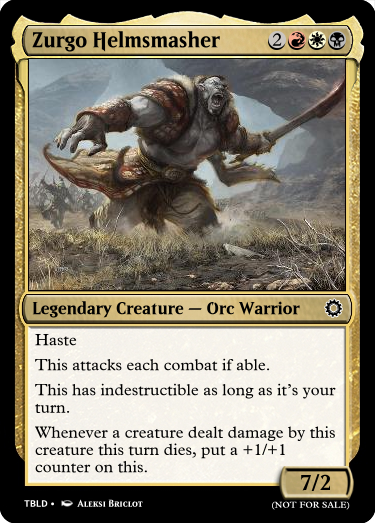 Zurgo Helmsmasher 2
Legendary Creature — Orc Warrior
Haste
This attacks each combat if able.
This has indestructible as long as it's your
turn.
Whenever a creature dealt damage by this
creature this turn dies, put a +1/+1
counter on this.
7/2
TBLD • Aleksi Briclot
(NOT FOR SALE)